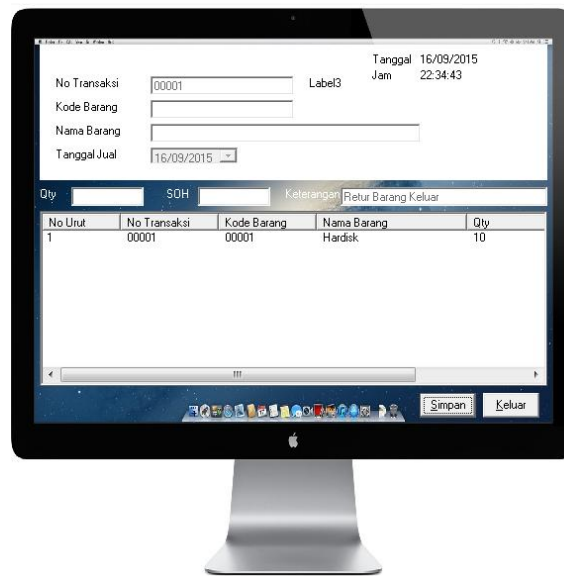 Tanggal 16/09/2015
Jam 22:34:43
No Transaksi 00001 Label3
Kode Barang
Nama Barang
Tanggal Jual 16/09/2015
Qty SOH Keterangan Retur Barang Keluar
No Urut No Transaksi Kode Barang Nama Barang Qty
1 00001 00001 Hardisk 10
Simpan Keluar